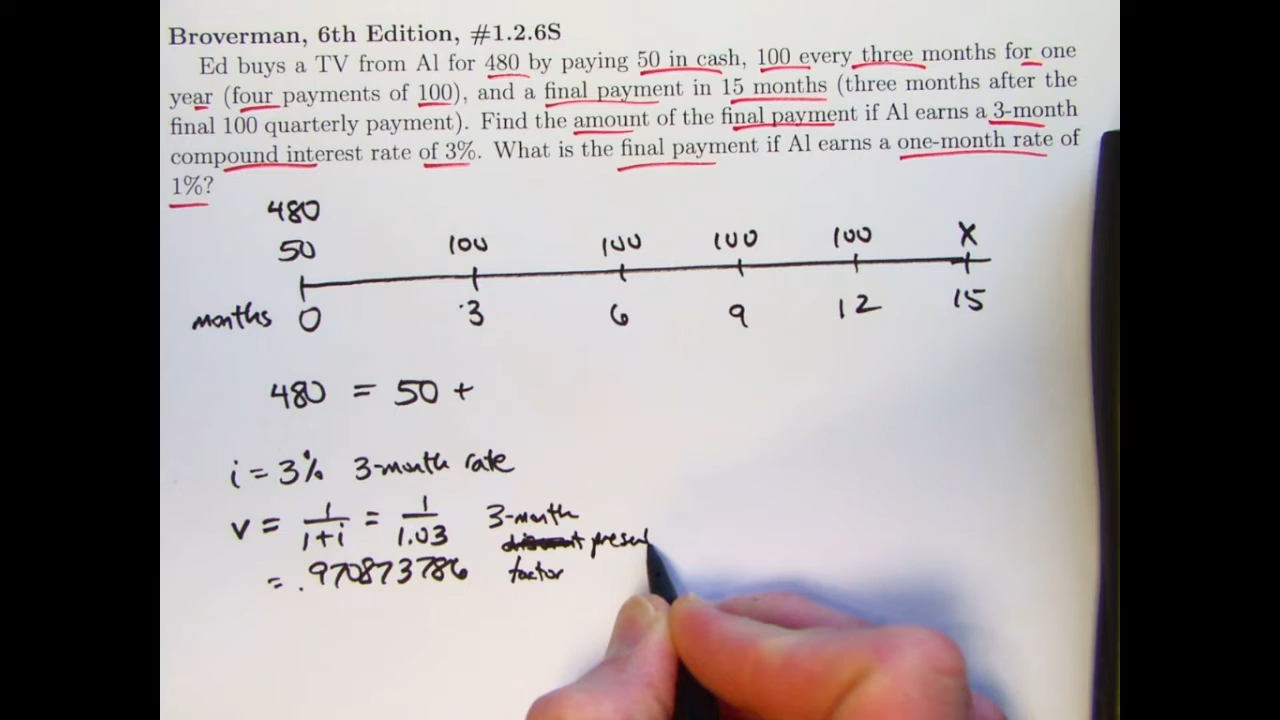 Broverman, 6th Edition, #1.2.6S
Ed buys a TV from Al for 480 by paying 50 in cash, 100 every three months for one
year (four payments of 100), and a final payment in 15 months (three months after the
final 100 quarterly payment). Find the amount of the final payment if Al earns a 3-month
compound interest rate of 3%. What is the final payment if Al earns a one-month rate of
1%?
480
50 100 100 100 100 X
months 0 3 6 9 12 15
480 = 50 +
i = 3% 3-month rate
v = 1/1+i = 1/1.03 3-month
present
= .970873786 factor